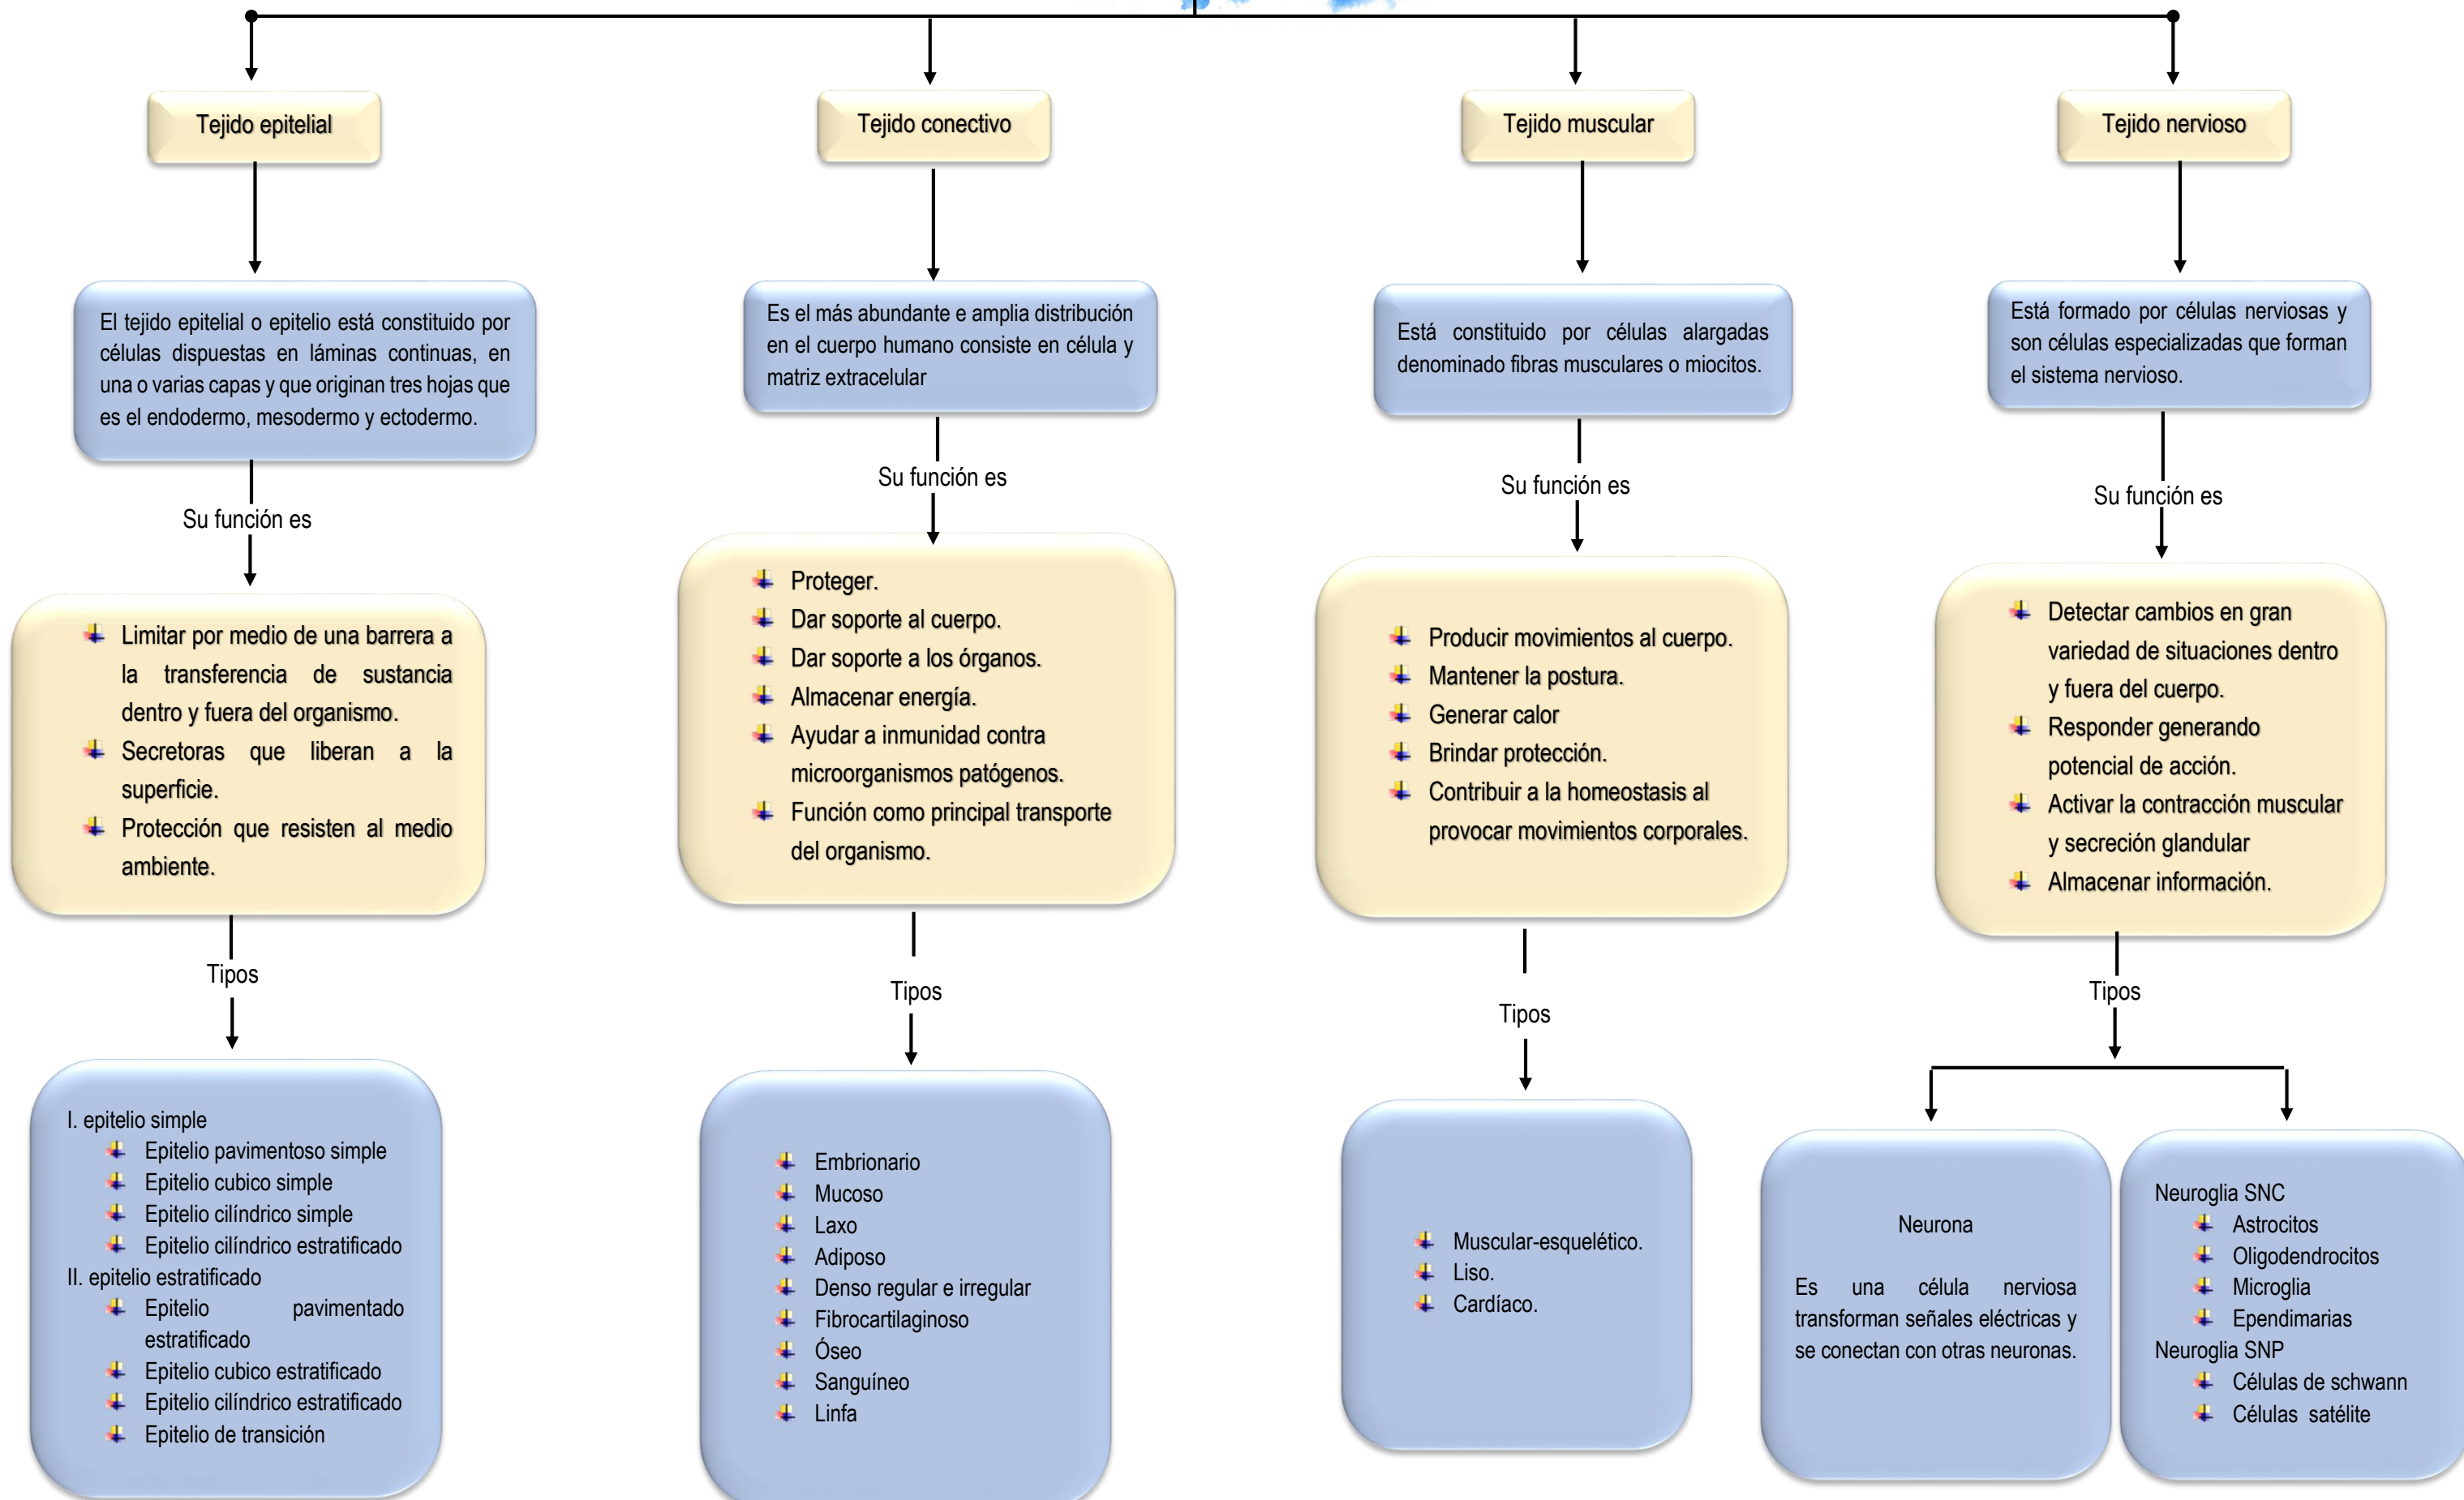 Tejido epitelial
El tejido epitelial o epitelio está constituido por
células dispuestas en láminas continuas, en
una o varias capas y que originan tres hojas que
es el endodermo, mesodermo y ectodermo.
Su función es
Limitar por medio de una barrera a
la transferencia de sustancia
dentro y fuera del organismo.
Secretoras que liberan a la
superficie.
Protección que resisten al medio
ambiente.
Tipos
I. epitelio simple
Epitelio pavimentoso simple
Epitelio cubico simple
Epitelio cilíndrico simple
Epitelio cilíndrico estratificado
II. epitelio estratificado
Epitelio pavimentado
estratificado
Epitelio cubico estratificado
Epitelio cilíndrico estratificado
Epitelio de transición
Tejido conectivo
Es el más abundante e amplia distribución
en el cuerpo humano consiste en célula y
matriz extracelular
Su función es
Proteger.
Dar soporte al cuerpo.
Dar soporte a los órganos.
Almacenar energía.
Ayudar a inmunidad contra
microorganismos patógenos.
Función como principal transporte
del organismo.
Tipos
Embrionario
Mucoso
Laxo
Adiposo
Denso regular e irregular
Fibrocartilaginoso
Óseo
Sanguíneo
Linfa
Tejido muscular
Está constituido por células alargadas
denominado fibras musculares o miocitos.
Su función es
Producir movimientos al cuerpo.
Mantener la postura.
Generar calor
Brindar protección.
Contribuir a la homeostasis al
provocar movimientos corporales.
Tipos
Muscular-esquelético.
Liso.
Cardíaco.
Tejido nervioso
Está formado por células nerviosas y
son células especializadas que forman
el sistema nervioso.
Su función es
Detectar cambios en gran
variedad de situaciones dentro
y fuera del cuerpo.
Responder generando
potencial de acción.
Activar la contracción muscular
y secreción glandular
Almacenar información.
Tipos
Neurona
Es una célula nerviosa
transforman señales eléctricas y
se conectan con otras neuronas.
Neuroglia SNC
Astrocitos
Oligodendrocitos
Microglia
Ependimarias
Neuroglia SNP
Células de schwann
Células satélite